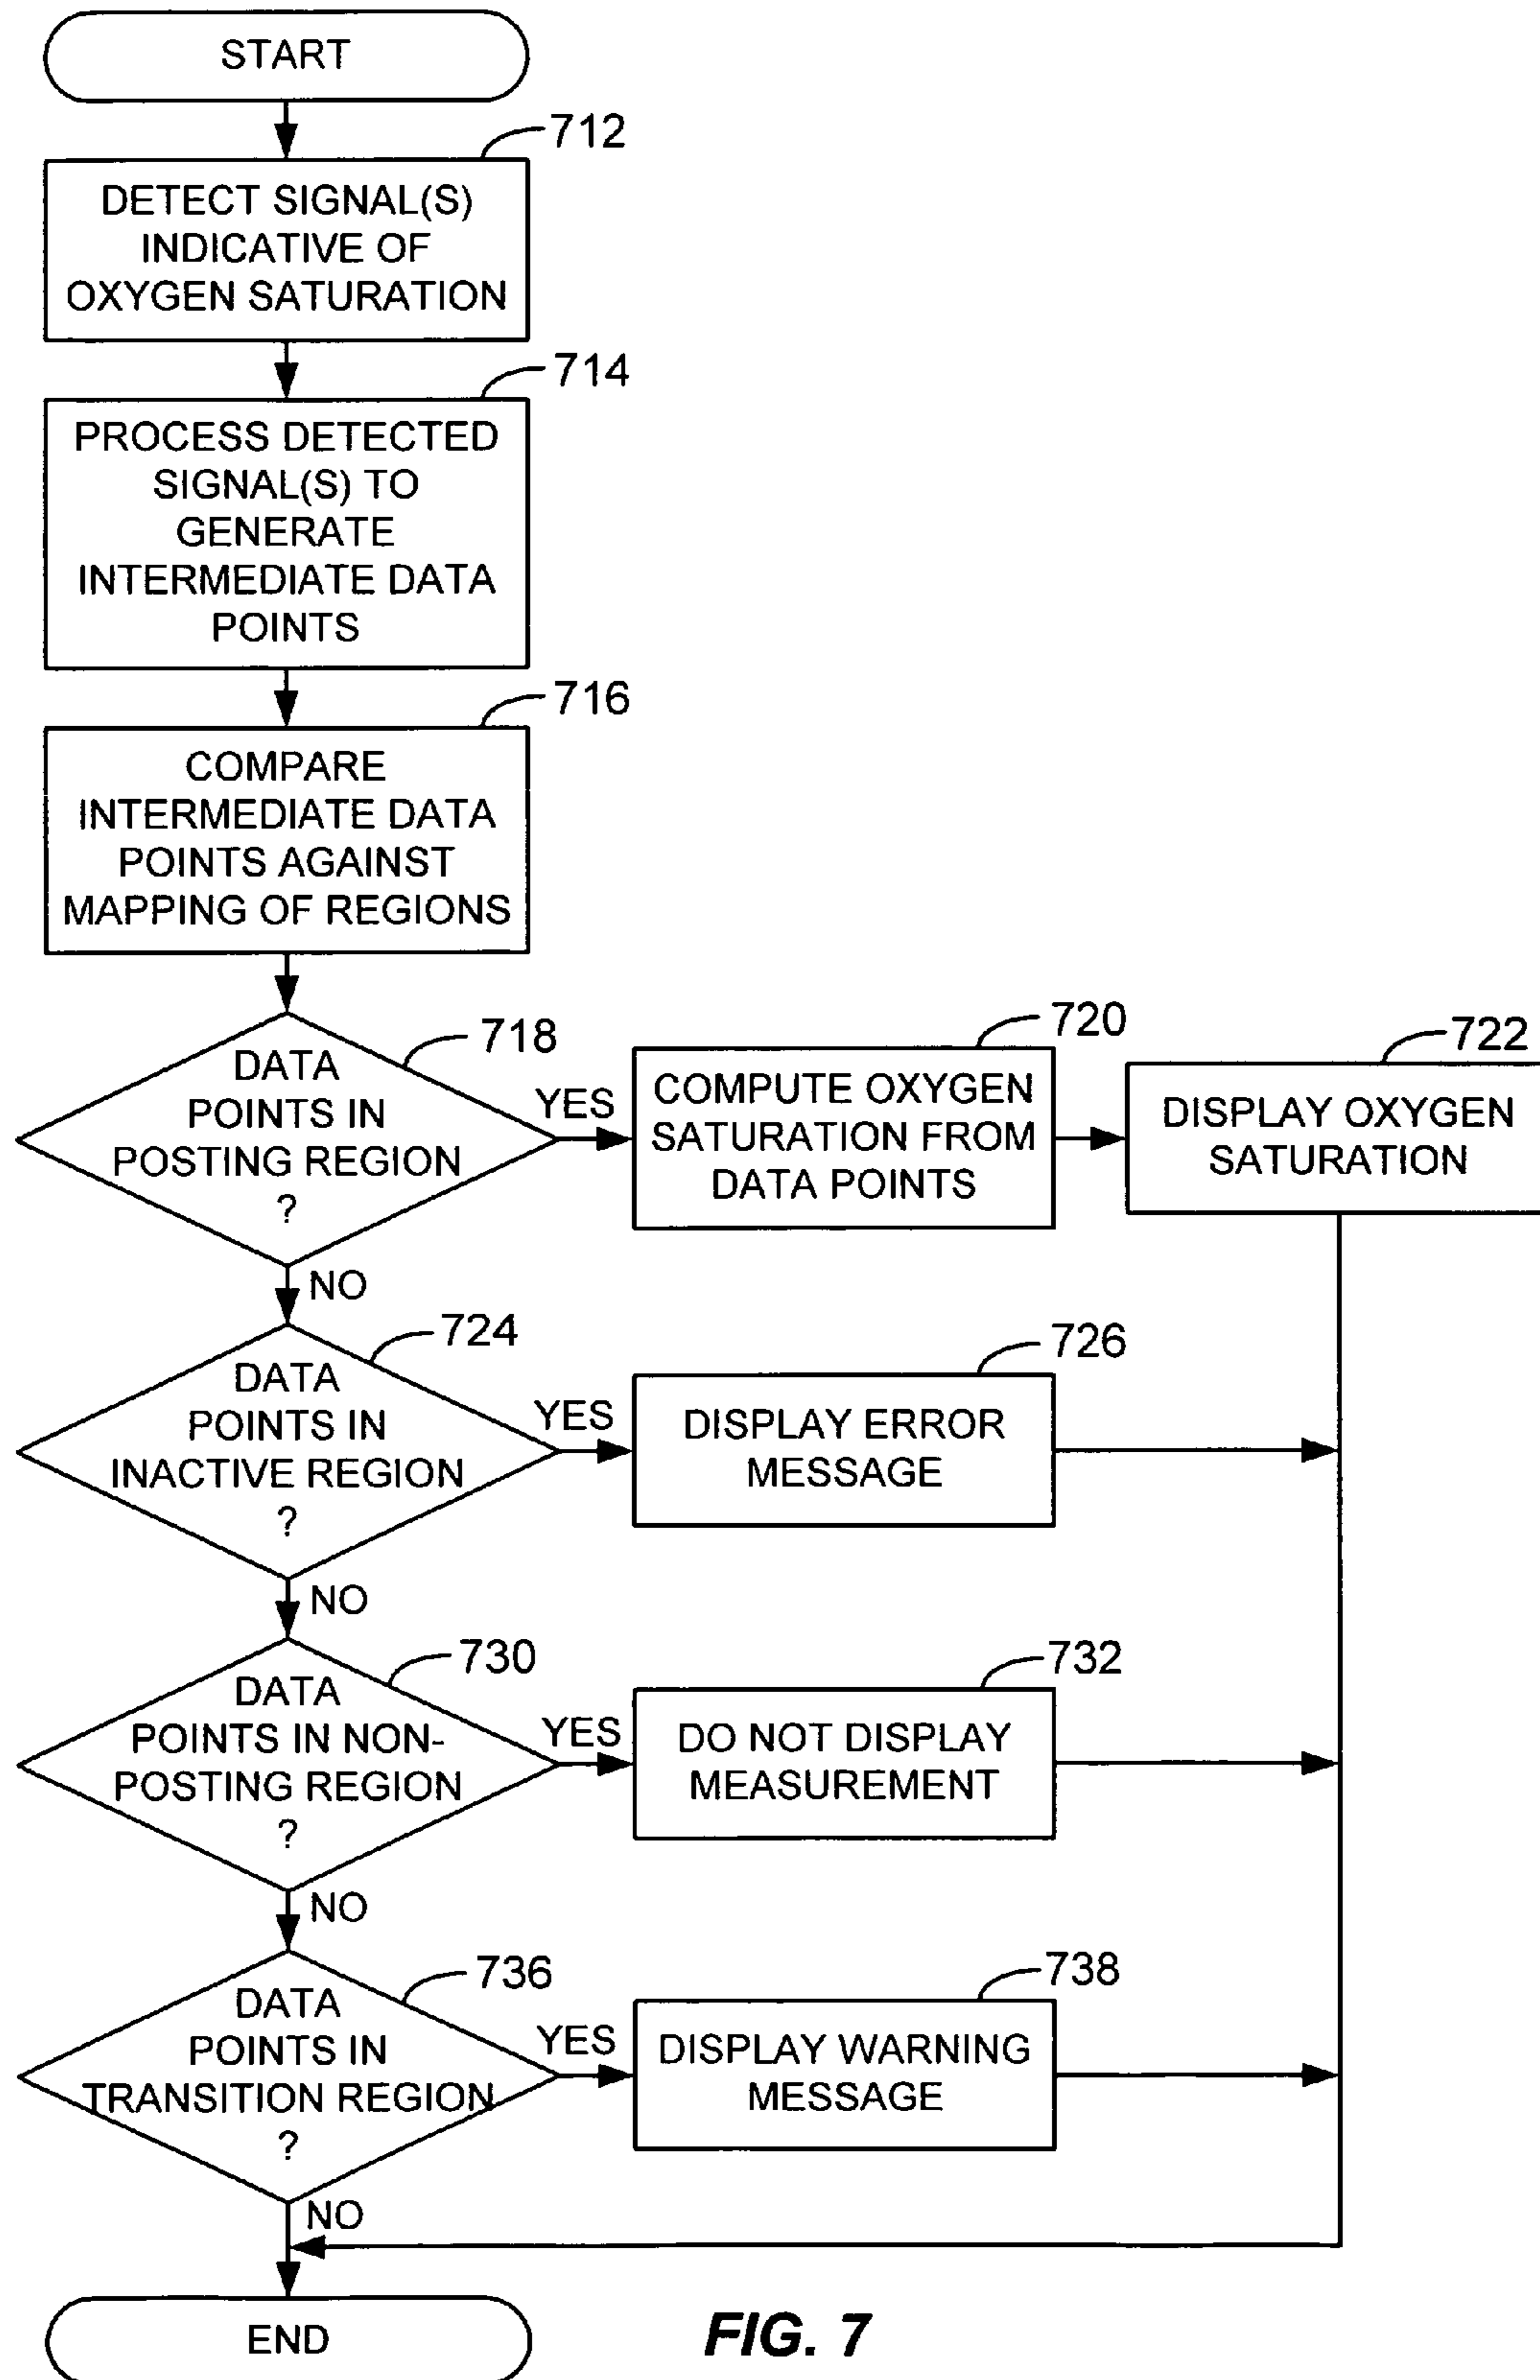 START
712
DETECT SIGNAL(S)
INDICATIVE OF
OXYGEN SATURATION
714
PROCESS DETECTED
SIGNAL(S) TO
GENERATE
INTERMEDIATE DATA
POINTS
716
COMPARE
INTERMEDIATE DATA
POINTS AGAINST
MAPPING OF REGIONS
718
DATA
POINTS IN
POSTING REGION
?
YES
720
COMPUTE OXYGEN
SATURATION FROM
DATA POINTS
722
DISPLAY OXYGEN
SATURATION
NO
724
DATA
POINTS IN
INACTIVE REGION
?
YES
726
DISPLAY ERROR
MESSAGE
NO
730
DATA
POINTS IN NON-
POSTING REGION
?
YES
732
DO NOT DISPLAY
MEASUREMENT
NO
736
DATA
POINTS IN
TRANSITION REGION
?
YES
738
DISPLAY WARNING
MESSAGE
NO
END
FIG. 7